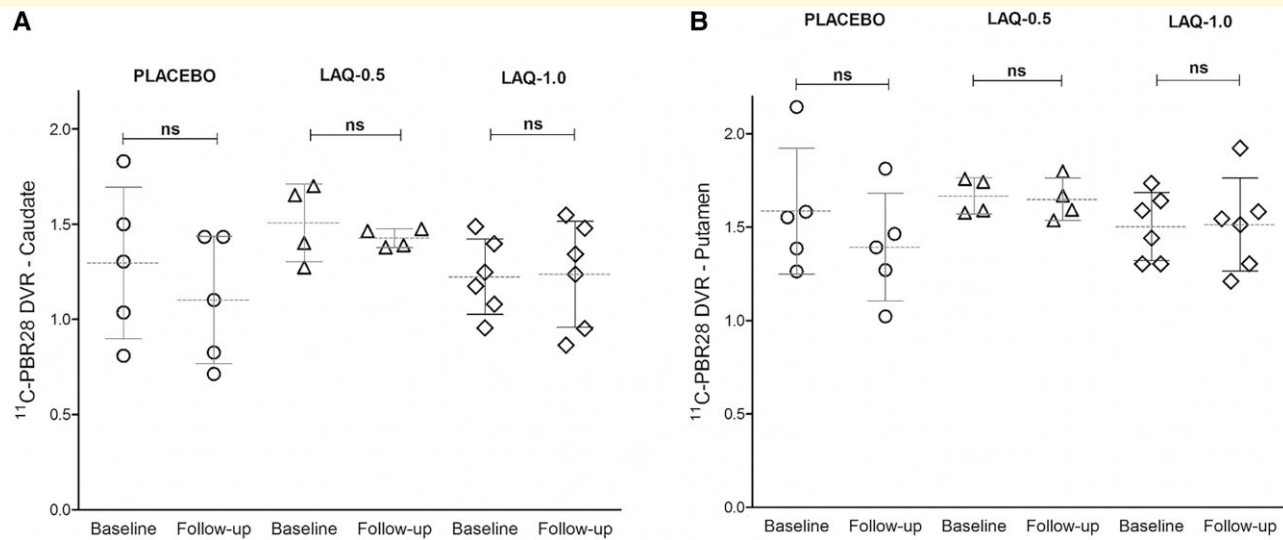 A
PLACEBO LAQ-0.5 LAQ-1.0
ns ns ns
2.0
1.5
1.0
0.5
0.0
¹¹C-PBR28 DVR - Caudate
Baseline Follow-up Baseline Follow-up Baseline Follow-up
B
PLACEBO LAQ-0.5 LAQ-1.0
ns ns ns
2.0
1.5
1.0
0.5
0.0
¹¹C-PBR28 DVR - Putamen
Baseline Follow-up Baseline Follow-up Baseline Follow-up